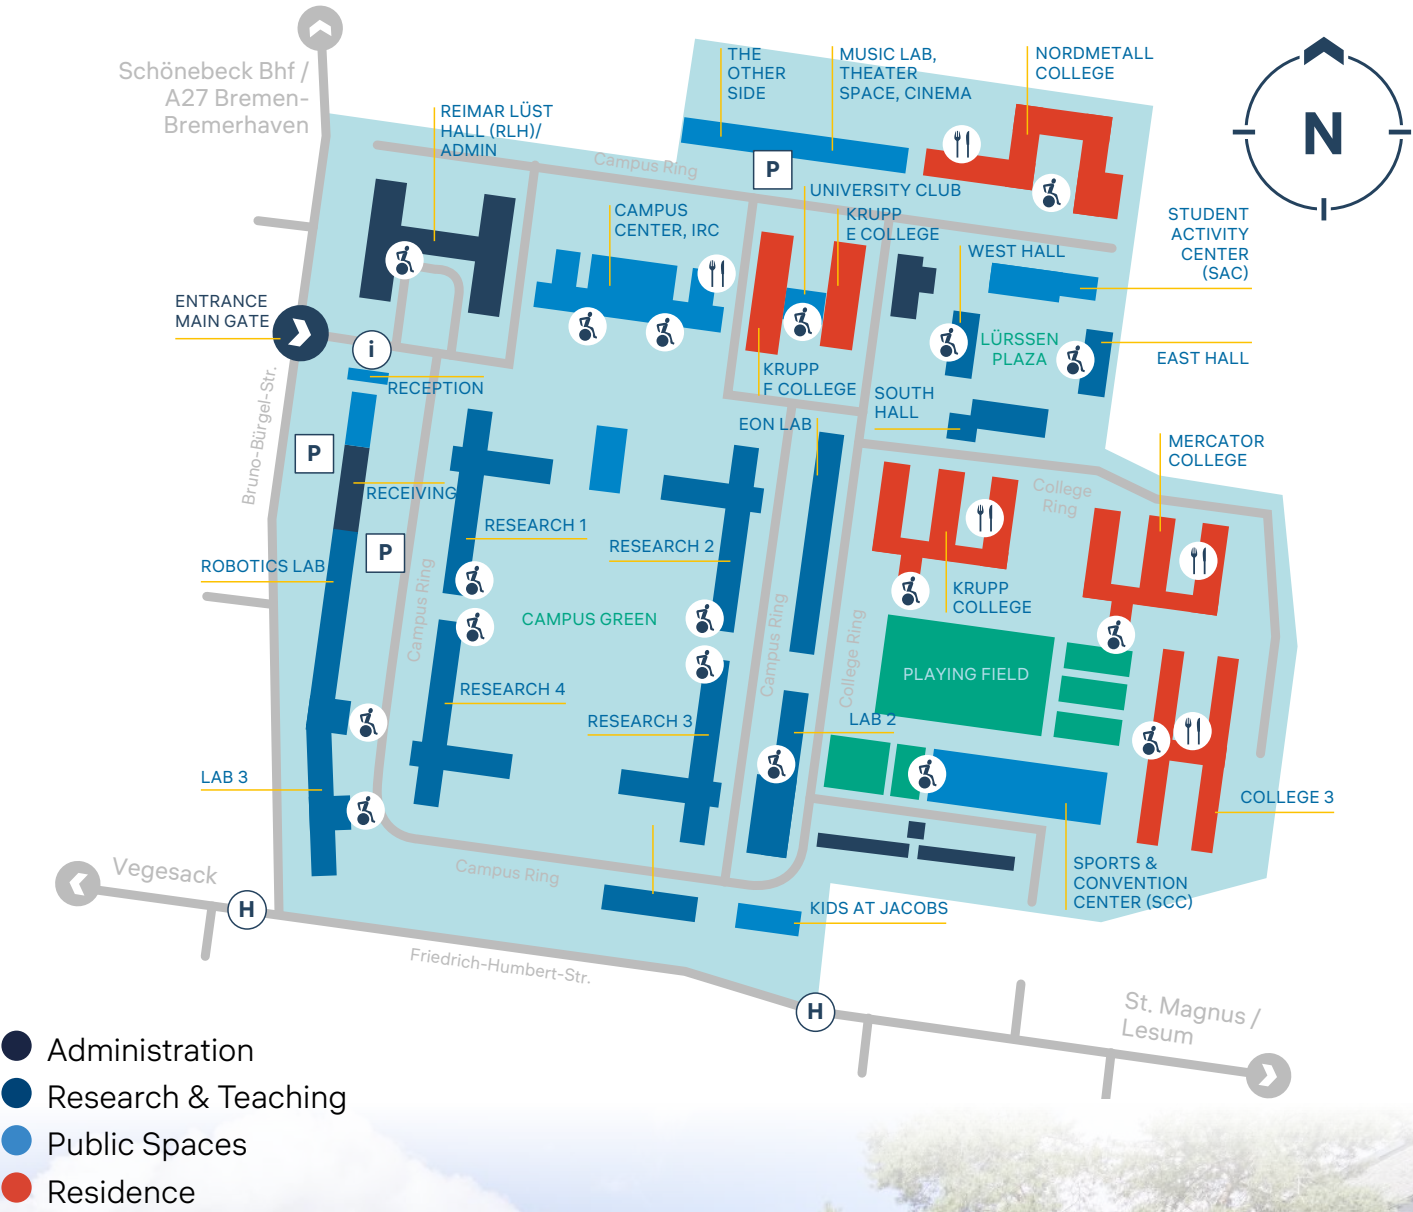 Schönebeck Bhf /
A27 Bremen-
Bremerhaven
THE
OTHER
SIDE
MUSIC LAB,
THEATER
SPACE, CINEMA
NORDMETALL
COLLEGE
N
REIMAR LÜST
HALL (RLH)/
ADMIN
Campus Ring
P
UNIVERSITY CLUB
CAMPUS
CENTER, IRC
KRUPP
E COLLEGE
STUDENT
ACTIVITY
CENTER
(SAC)
WEST HALL
ENTRANCE
MAIN GATE
i
LÜRSSEN
PLAZA
EAST HALL
RECEPTION
KRUPP
F COLLEGE
SOUTH
HALL
Bruno-Bürgel-Str.
EON LAB
P
MERCATOR
COLLEGE
RECEIVING
College
Ring
RESEARCH 1
RESEARCH 2
P
ROBOTICS LAB
KRUPP
COLLEGE
Campus Ring
CAMPUS GREEN
Campus Ring
College Ring
PLAYING FIELD
RESEARCH 4
RESEARCH 3
LAB 2
LAB 3
COLLEGE 3
Vegesack
Campus Ring
SPORTS &
CONVENTION
CENTER (SCC)
H
KIDS AT JACOBS
Friedrich-Humbert-Str.
H
St. Magnus /
Lesum
Administration
Research & Teaching
Public Spaces
Residence